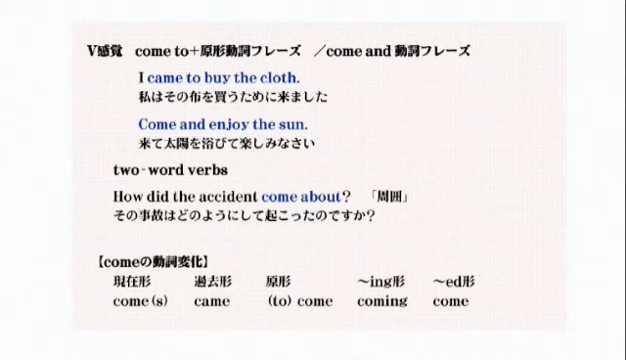 V感覚 come to+原形動詞フレーズ /come and 動詞フレーズ
I came to buy the cloth.
私はその布を買うために来ました
Come and enjoy the sun.
来て太陽を浴びて楽しみなさい
two-word verbs
How did the accident come about? 「周囲」
その事故はどのようにして起こったのですか?
【comeの動詞変化】
現在形 過去形 原形 〜ing形 〜ed形
come(s) came (to) come coming come